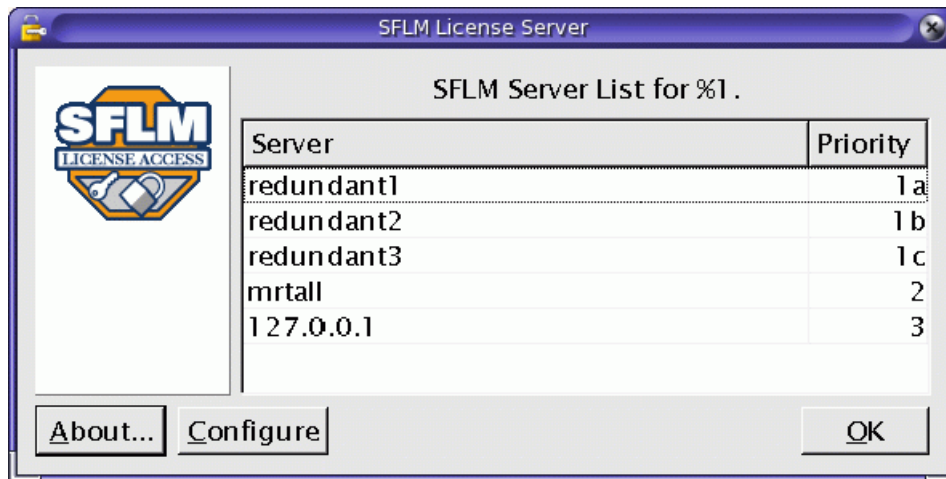 SFLM License Server
SFLM
LICENSE ACCESS
SFLM Server List for %1.
Server Priority
redundant1 1a
redundant2 1b
redundant3 1c
mrtall 2
127.0.0.1 3
About... Configure OK